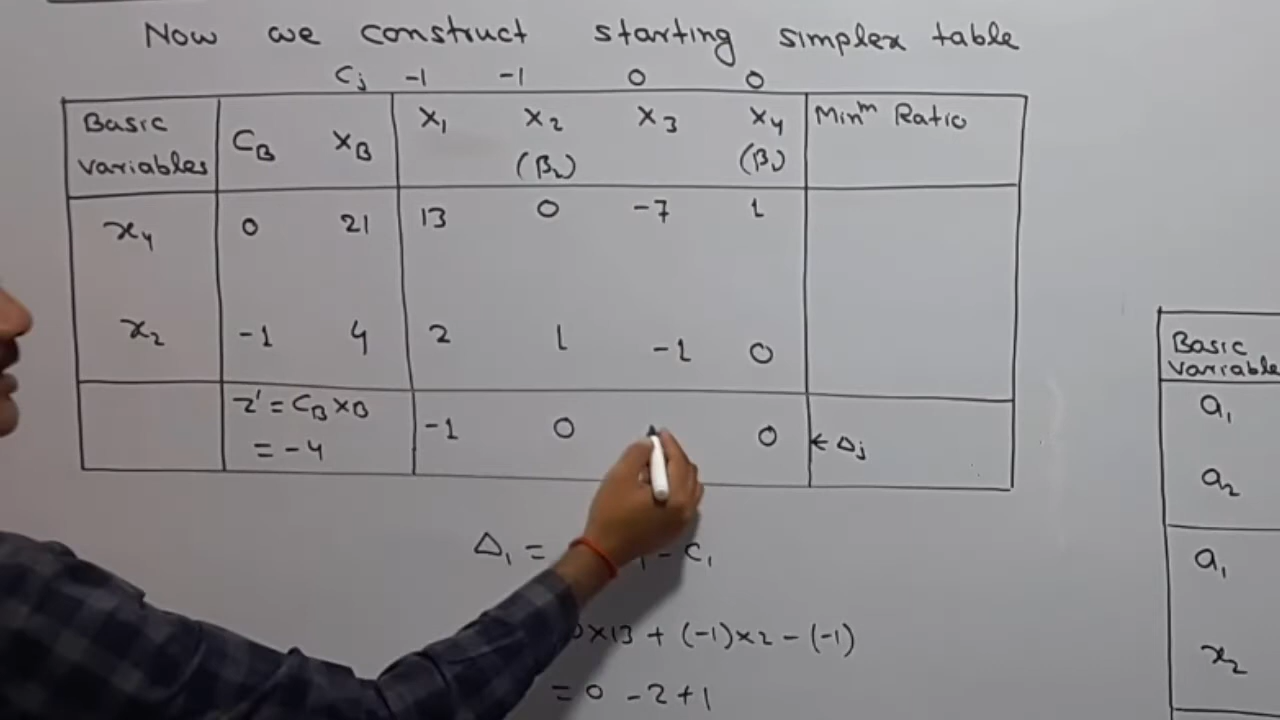 Now we construct starting simplex table
Cj -1 -1 0 0
Basic variables CB XB X1 X2 (β2) X3 X4 (β1) Minᵐ Ratio
x4 0 21 13 0 -7 1
x2 -1 4 2 1 -1 0
z' = CB XB -1 0 0 ← Δj
= -4
Δ1 = - C1
0×13 + (-1)×2 - (-1)
= 0 - 2 + 1
Basic
Variable
a1
a2
a1
x2